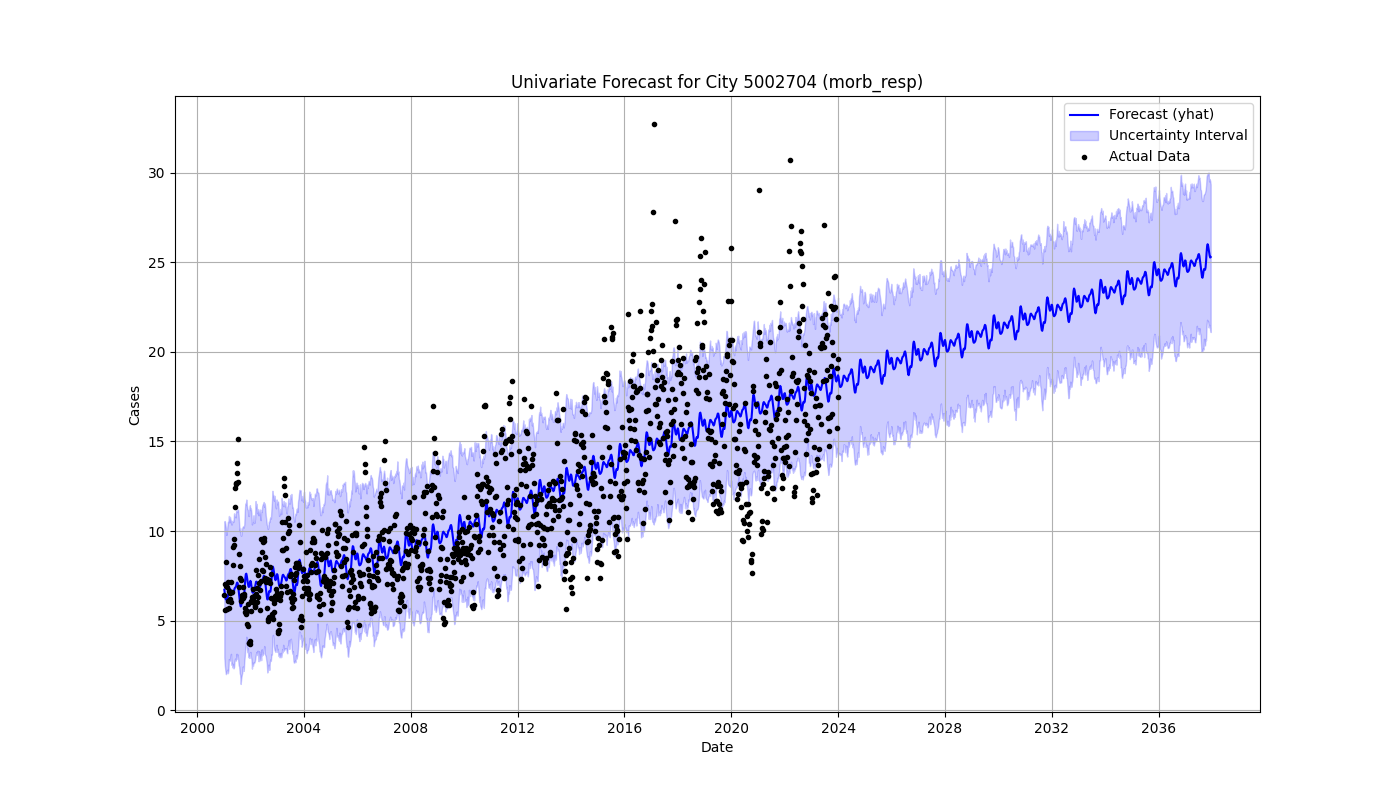 Univariate Forecast for City 5002704 (morb_resp)
Forecast (yhat)
Uncertainty Interval
Actual Data
Cases
30
25
20
15
10
5
0
2000 2004 2008 2012 2016 2020 2024 2028 2032 2036
Date